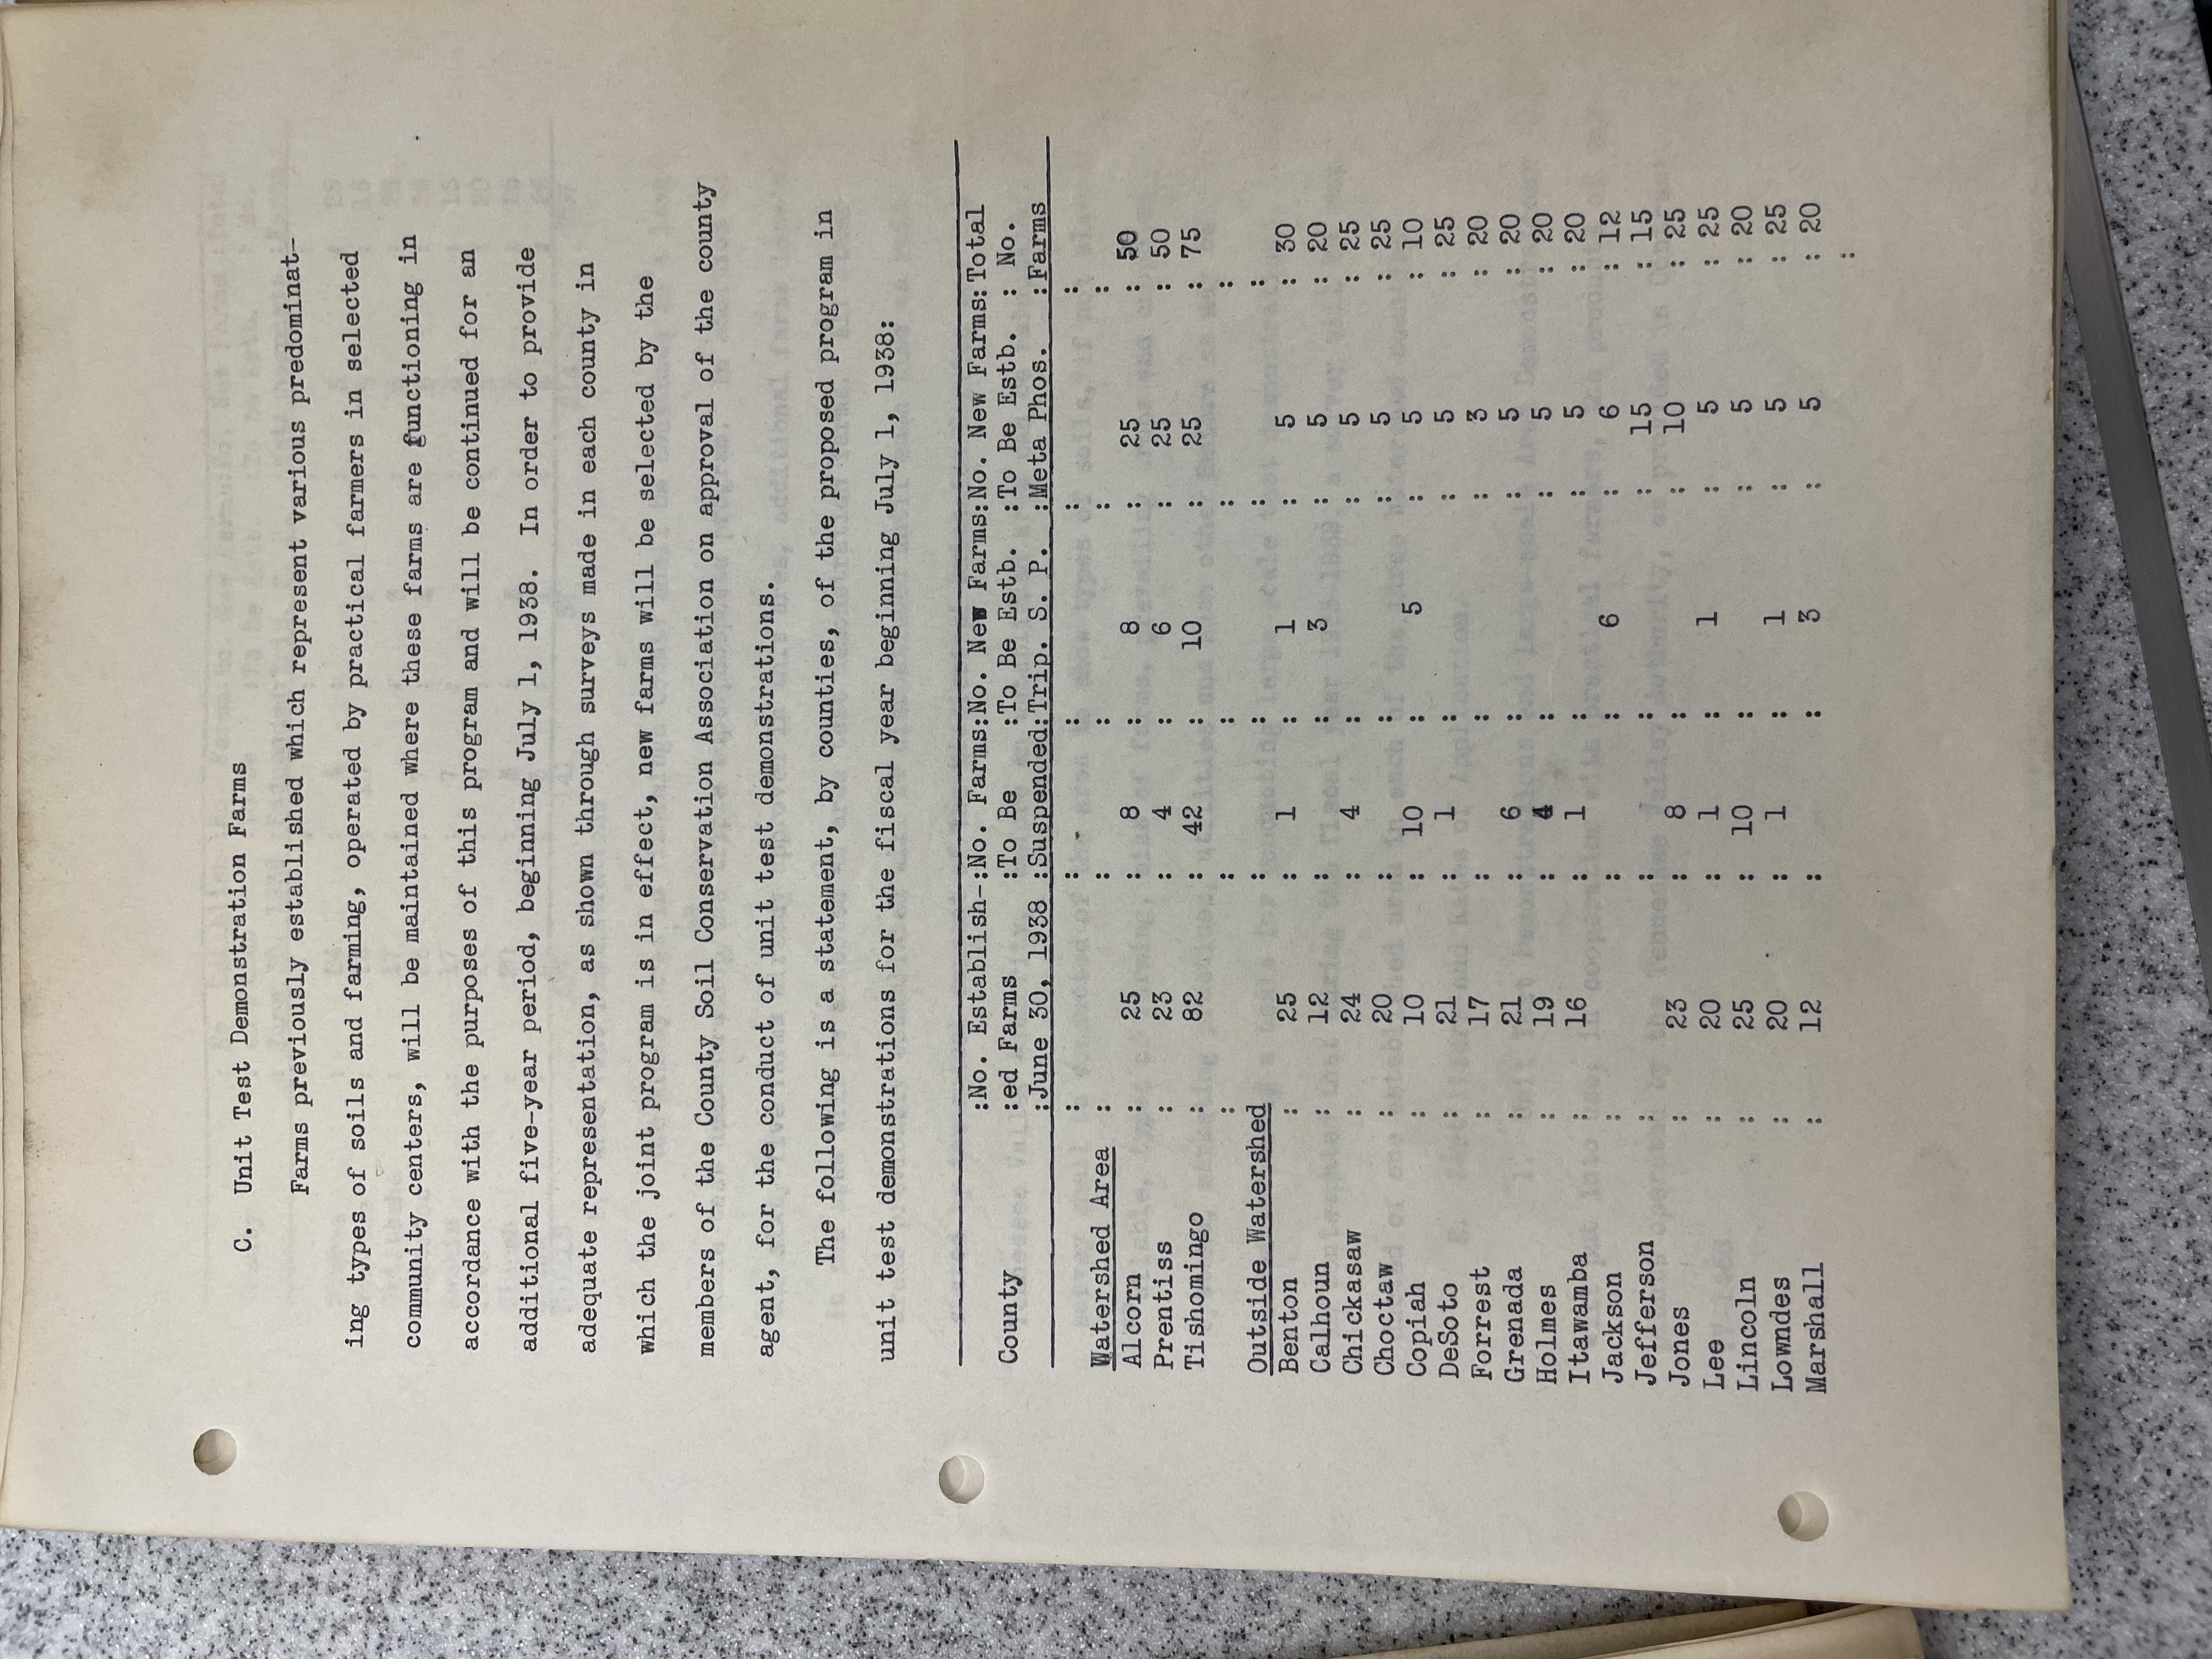 C. Unit Test Demonstration Farms
Farms previously established which represent various predominat-
ing types of soils and farming, operated by practical farmers in selected
community centers, will be maintained where these farms are functioning in
accordance with the purposes of this program and will be continued for an
additional five-year period, beginning July 1, 1938. In order to provide
adequate representation, as shown through surveys made in each county in
which the joint program is in effect, new farms will be selected by the
members of the County Soil Conservation Association on approval of the county
agent, for the conduct of unit test demonstrations.
The following is a statement, by counties, of the proposed program in
unit test demonstrations for the fiscal year beginning July 1, 1938:
:No. Establish-:No. Farms:No. New Farms:No. New Farms:Total
County :ed Farms :To Be :To Be Estb. :To Be Estb. : No.
:June 30, 1938 :Suspended:Trip. S. P. :Meta Phos. :Farms
: : : : :
Watershed Area : : : : :
Alcorn : 25 : 8 : 8 : 25 : 50
Prentiss : 23 : 4 : 6 : 25 : 50
Tishomingo : 82 : 42 : 10 : 25 : 75
: : : : :
Outside Watershed : : : :
Benton : 25 : 1 : 1 : 5 : 30
Calhoun : 12 : : 3 : 5 : 20
Chickasaw : 24 : 4 : : 5 : 25
Choctaw : 20 : : : 5 : 25
Copiah : 10 : 10 : 5 : 5 : 10
DeSoto : 21 : 1 : : 5 : 25
Forrest : 17 : : : 3 : 20
Grenada : 21 : 6 : : 5 : 20
Holmes : 19 : 4 : : 5 : 20
Itawamba : 16 : 1 : : 5 : 20
Jackson : : : 6 : 6 : 12
Jefferson : : : : 15 : 15
Jones : 23 : 8 : : 10 : 25
Lee : 20 : 1 : 1 : 5 : 25
Lincoln : 25 : 10 : : 5 : 20
Lowndes : 20 : 1 : 1 : 5 : 25
Marshall : 12 : : 3 : 5 : 20
: